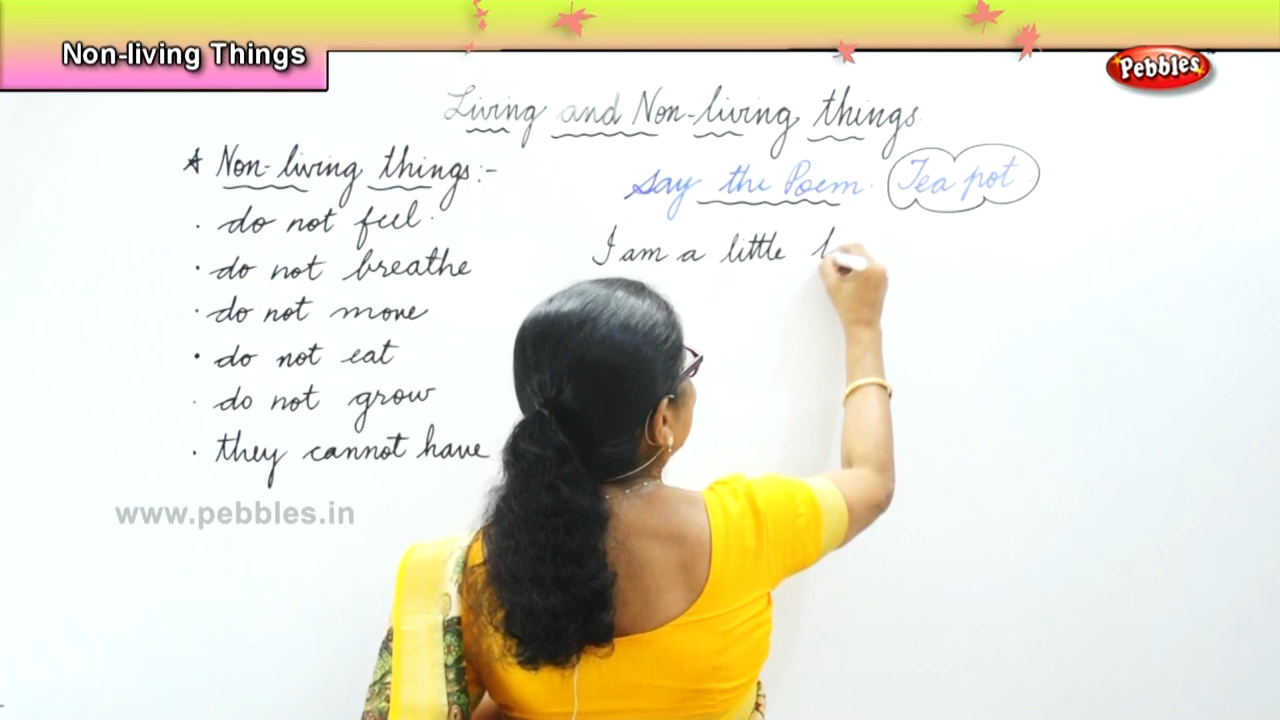 Non-living Things
Pebbles
Living and Non-living things
Non-living things:-
say the Poem. Tea pot
. do not feel.
I am a little
. do not breathe
. do not move
. do not eat
. do not grow
. they cannot have
www.pebbles.in